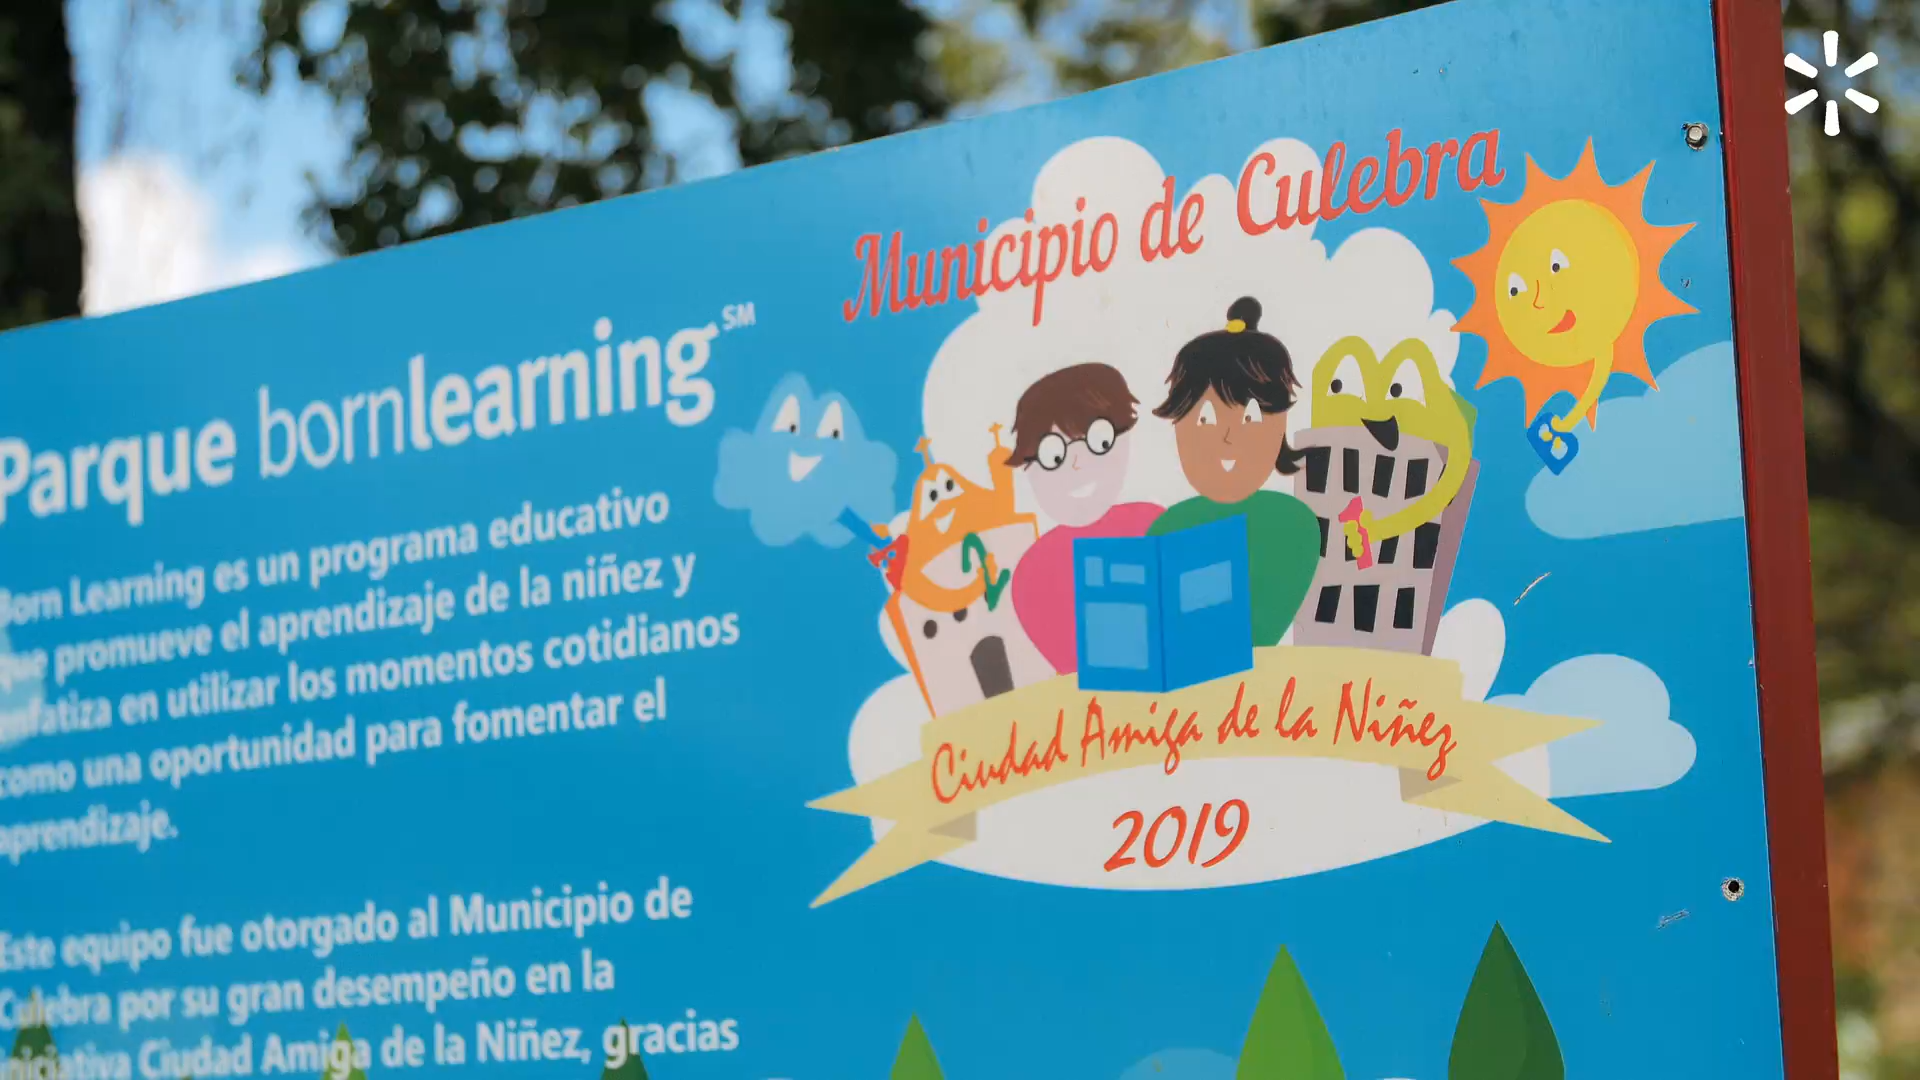 Parque bornlearning℠
Born Learning es un programa educativo
que promueve el aprendizaje de la niñez y
enfatiza en utilizar los momentos cotidianos
como una oportunidad para fomentar el
aprendizaje.
Este equipo fue otorgado al Municipio de
Culebra por su gran desempeño en la
iniciativa Ciudad Amiga de la Niñez, gracias
Municipio de Culebra
2
Ciudad Amiga de la Niñez
2019